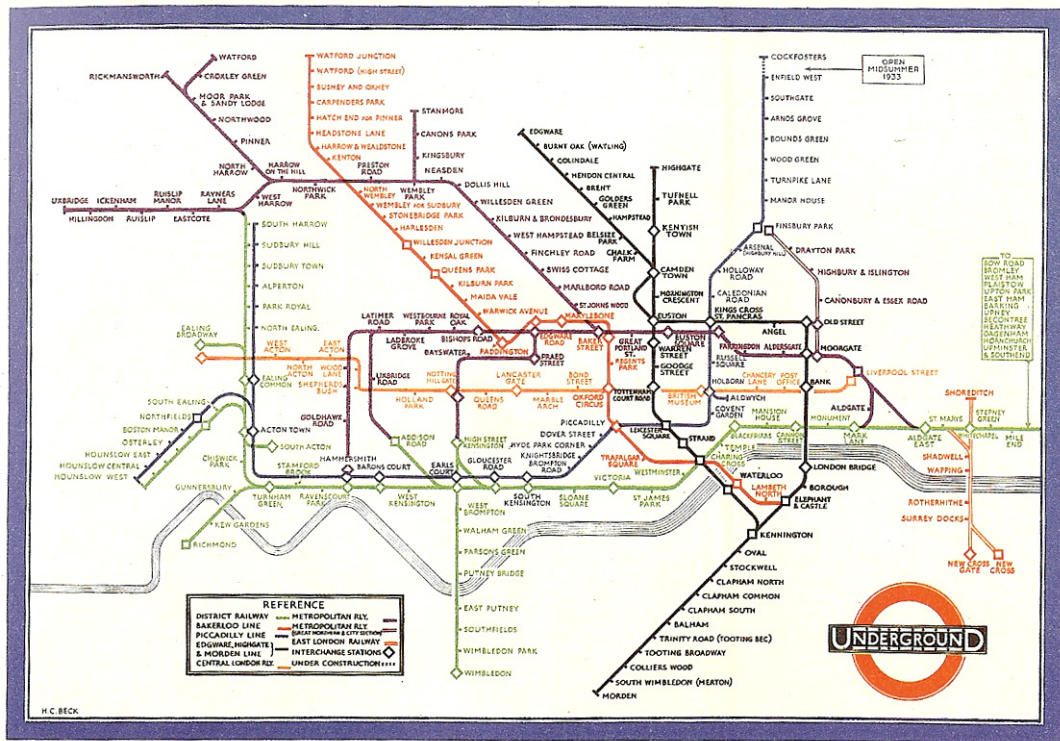 WATFORD
CROXLEY GREEN
RICKMANSWORTH
MOOR PARK
& SANDY LODGE
NORTHWOOD
PINNER
NORTH
HARROW
HARROW
ON THE HILL
NORTHWICK
PARK
PRESTON
ROAD
WEMBLEY
PARK
NEASDEN
KINGSBURY
CANONS PARK
STANMORE
DOLLIS HILL
WILLESDEN GREEN
KILBURN & BRONDESBURY
WEST HAMPSTEAD
FINCHLEY ROAD
SWISS COTTAGE
MARLBORO ROAD
ST JOHNS WOOD
UXBRIDGE
HILLINGDON
ICKENHAM
RUISLIP
RUISLIP
MANOR
EASTCOTE
RAYNERS
LANE
WEST
HARROW
WATFORD JUNCTION
WATFORD (HIGH STREET)
BUSHEY AND OXHEY
CARPENDERS PARK
HATCH END FOR PINNER
HEADSTONE LANE
HARROW & WEALDSTONE
KENTON
NORTH
WEMBLEY
WEMBLEY FOR SUDBURY
STONEBRIDGE PARK
HARLESDEN
WILLESDEN JUNCTION
KENSAL GREEN
QUEENS PARK
KILBURN PARK
MAIDA VALE
WARWICK AVENUE
PADDINGTON
EDGWARE
ROAD
MARYLEBONE
BAKER
STREET
REGENTS
PARK
OXFORD
CIRCUS
PICCADILLY
TRAFALGAR
SQUARE
CHARING
CROSS
WATERLOO
LAMBETH
NORTH
ELEPHANT
& CASTLE
EDGWARE
BURNT OAK (WATLING)
COLINDALE
HENDON CENTRAL
BRENT
GOLDERS
GREEN
HAMPSTEAD
BELSIZE
PARK
CHALK
FARM
HIGHGATE
TUFNELL
PARK
KENTISH
TOWN
CAMDEN
TOWN
MORNINGTON
CRESCENT
EUSTON
WARREN
STREET
GOODGE
STREET
TOTTENHAM
COURT ROAD
LEICESTER
SQUARE
STRAND
COCKFOSTERS
OPEN
MIDSUMMER
1933
ENFIELD WEST
SOUTHGATE
ARNOS GROVE
BOUNDS GREEN
WOOD GREEN
TURNPIKE LANE
MANOR HOUSE
FINSBURY PARK
ARSENAL
(HIGHBURY HILL)
DRAYTON PARK
HOLLOWAY
ROAD
HIGHBURY & ISLINGTON
CALEDONIAN
ROAD
CANONBURY & ESSEX ROAD
KINGS CROSS
ST. PANCRAS
ANGEL
OLD STREET
MOORGATE
TO
BOW ROAD
BROMLEY
WEST HAM
PLAISTOW
UPTON PARK
EAST HAM
BARKING
UPNEY
BECONTREE
HEATHWAY
DAGENHAM
HORNCHURCH
UPMINSTER
& SOUTHEND
SOUTH HARROW
SUDBURY HILL
SUDBURY TOWN
ALPERTON
PARK ROYAL
NORTH EALING
EALING
BROADWAY
EALING
COMMON
WEST
ACTON
NORTH
ACTON
EAST
ACTON
WOOD
LANE
SHEPHERDS
BUSH
LATIMER
ROAD
LADBROKE
GROVE
WESTBOURNE
PARK
ROYAL
OAK
BISHOPS ROAD
BAYSWATER
PRAED
STREET
GREAT
PORTLAND
ST.
EUSTON
SQUARE
FARRINGDON
ALDERSGATE
RUSSELL
SQUARE
UXBRIDGE
ROAD
HOLLAND
PARK
NOTTING
HILL GATE
QUEENS
ROAD
LANCASTER
GATE
MARBLE
ARCH
BOND
STREET
BRITISH
MUSEUM
HOLBORN
CHANCERY
LANE
POST
OFFICE
BANK
LIVERPOOL STREET
ALDWYCH
COVENT
GARDEN
SOUTH EALING
NORTHFIELDS
BOSTON MANOR
OSTERLEY
HOUNSLOW EAST
HOUNSLOW CENTRAL
HOUNSLOW WEST
ACTON TOWN
SOUTH ACTON
CHISWICK
PARK
GUNNERSBURY
KEW GARDENS
RICHMOND
TURNHAM
GREEN
STAMFORD
BROOK
RAVENSCOURT
PARK
GOLDHAWK
ROAD
HAMMERSMITH
BARONS COURT
WEST
KENSINGTON
ADDISON
ROAD
EARLS
COURT
HIGH STREET
KENSINGTON
GLOUCESTER
ROAD
SOUTH
KENSINGTON
DOVER STREET
HYDE PARK CORNER
KNIGHTSBRIDGE
BROMPTON
ROAD
SLOANE
SQUARE
VICTORIA
ST JAMES
PARK
WESTMINSTER
TEMPLE
BLACKFRIARS
MANSION
HOUSE
CANNON
STREET
MONUMENT
MARK
LANE
ALDGATE
ALDGATE
EAST
ST MARYS
WHITECHAPEL
STEPNEY
GREEN
MILE
END
SHOREDITCH
SHADWELL
WAPPING
ROTHERHITHE
SURREY DOCKS
NEW CROSS
GATE
NEW
CROSS
LONDON BRIDGE
BOROUGH
KENNINGTON
OVAL
STOCKWELL
CLAPHAM NORTH
CLAPHAM COMMON
CLAPHAM SOUTH
BALHAM
TRINITY ROAD (TOOTING BEC)
TOOTING BROADWAY
COLLIERS WOOD
SOUTH WIMBLEDON (MERTON)
MORDEN
WEST
BROMPTON
WALHAM GREEN
PARSONS GREEN
PUTNEY BRIDGE
EAST PUTNEY
SOUTHFIELDS
WIMBLEDON PARK
WIMBLEDON
REFERENCE
DISTRICT RAILWAY
BAKERLOO LINE
PICCADILLY LINE
EDGWARE, HIGHGATE
& MORDEN LINE
CENTRAL LONDON RLY.
METROPOLITAN RLY.
METROPOLITAN RLY.
(GREAT NORTHERN & CITY SECTION)
EAST LONDON RAILWAY
INTERCHANGE STATIONS
UNDER CONSTRUCTION
UNDERGROUND
H.C. BECK